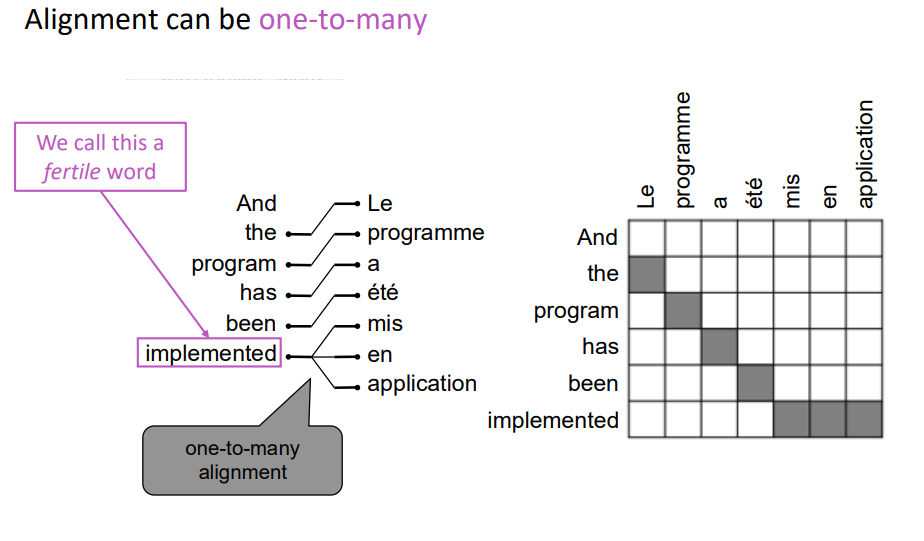 Alignment can be one-to-many
We call this a
fertile word
And
the
program
has
been
implemented
Le
programme
a
été
mis
en
application
one-to-many
alignment
Le
programme
a
été
mis
en
application
And
the
program
has
been
implemented